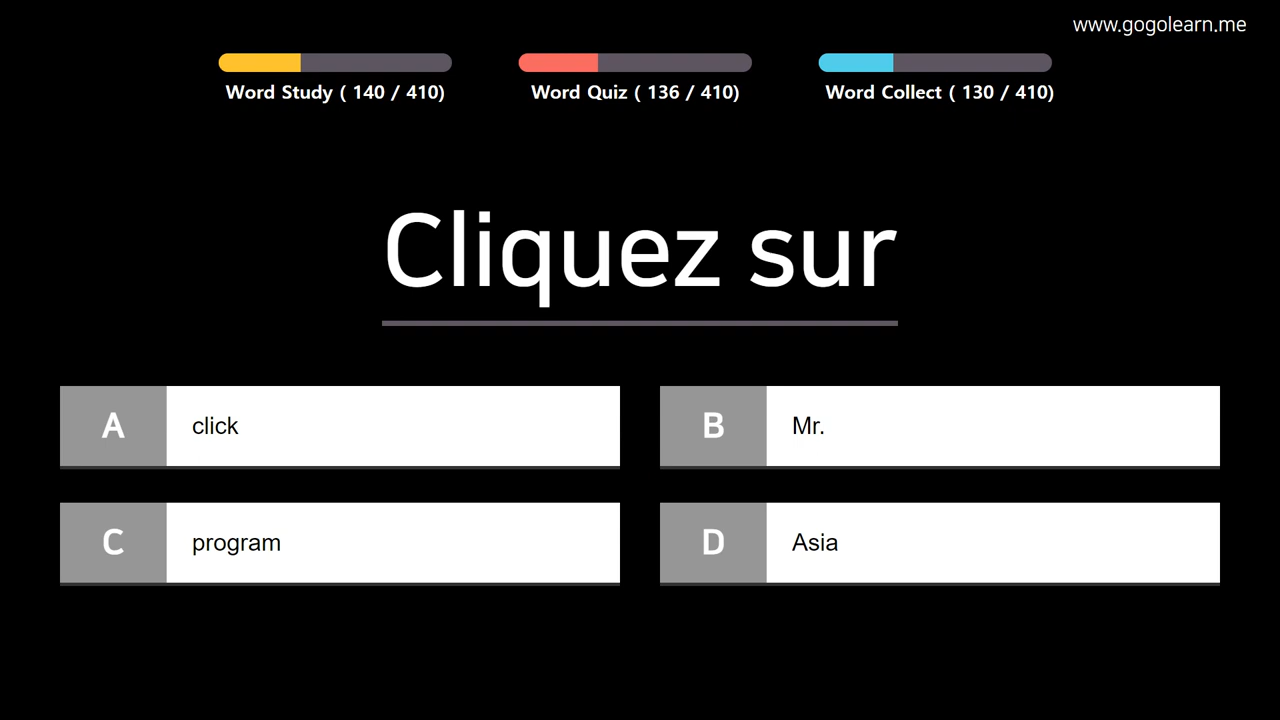 www.gogolearn.me
Word Study ( 140 / 410)
Word Quiz ( 136 / 410)
Word Collect ( 130 / 410)
Cliquez sur
A click
B Mr.
C program
D Asia